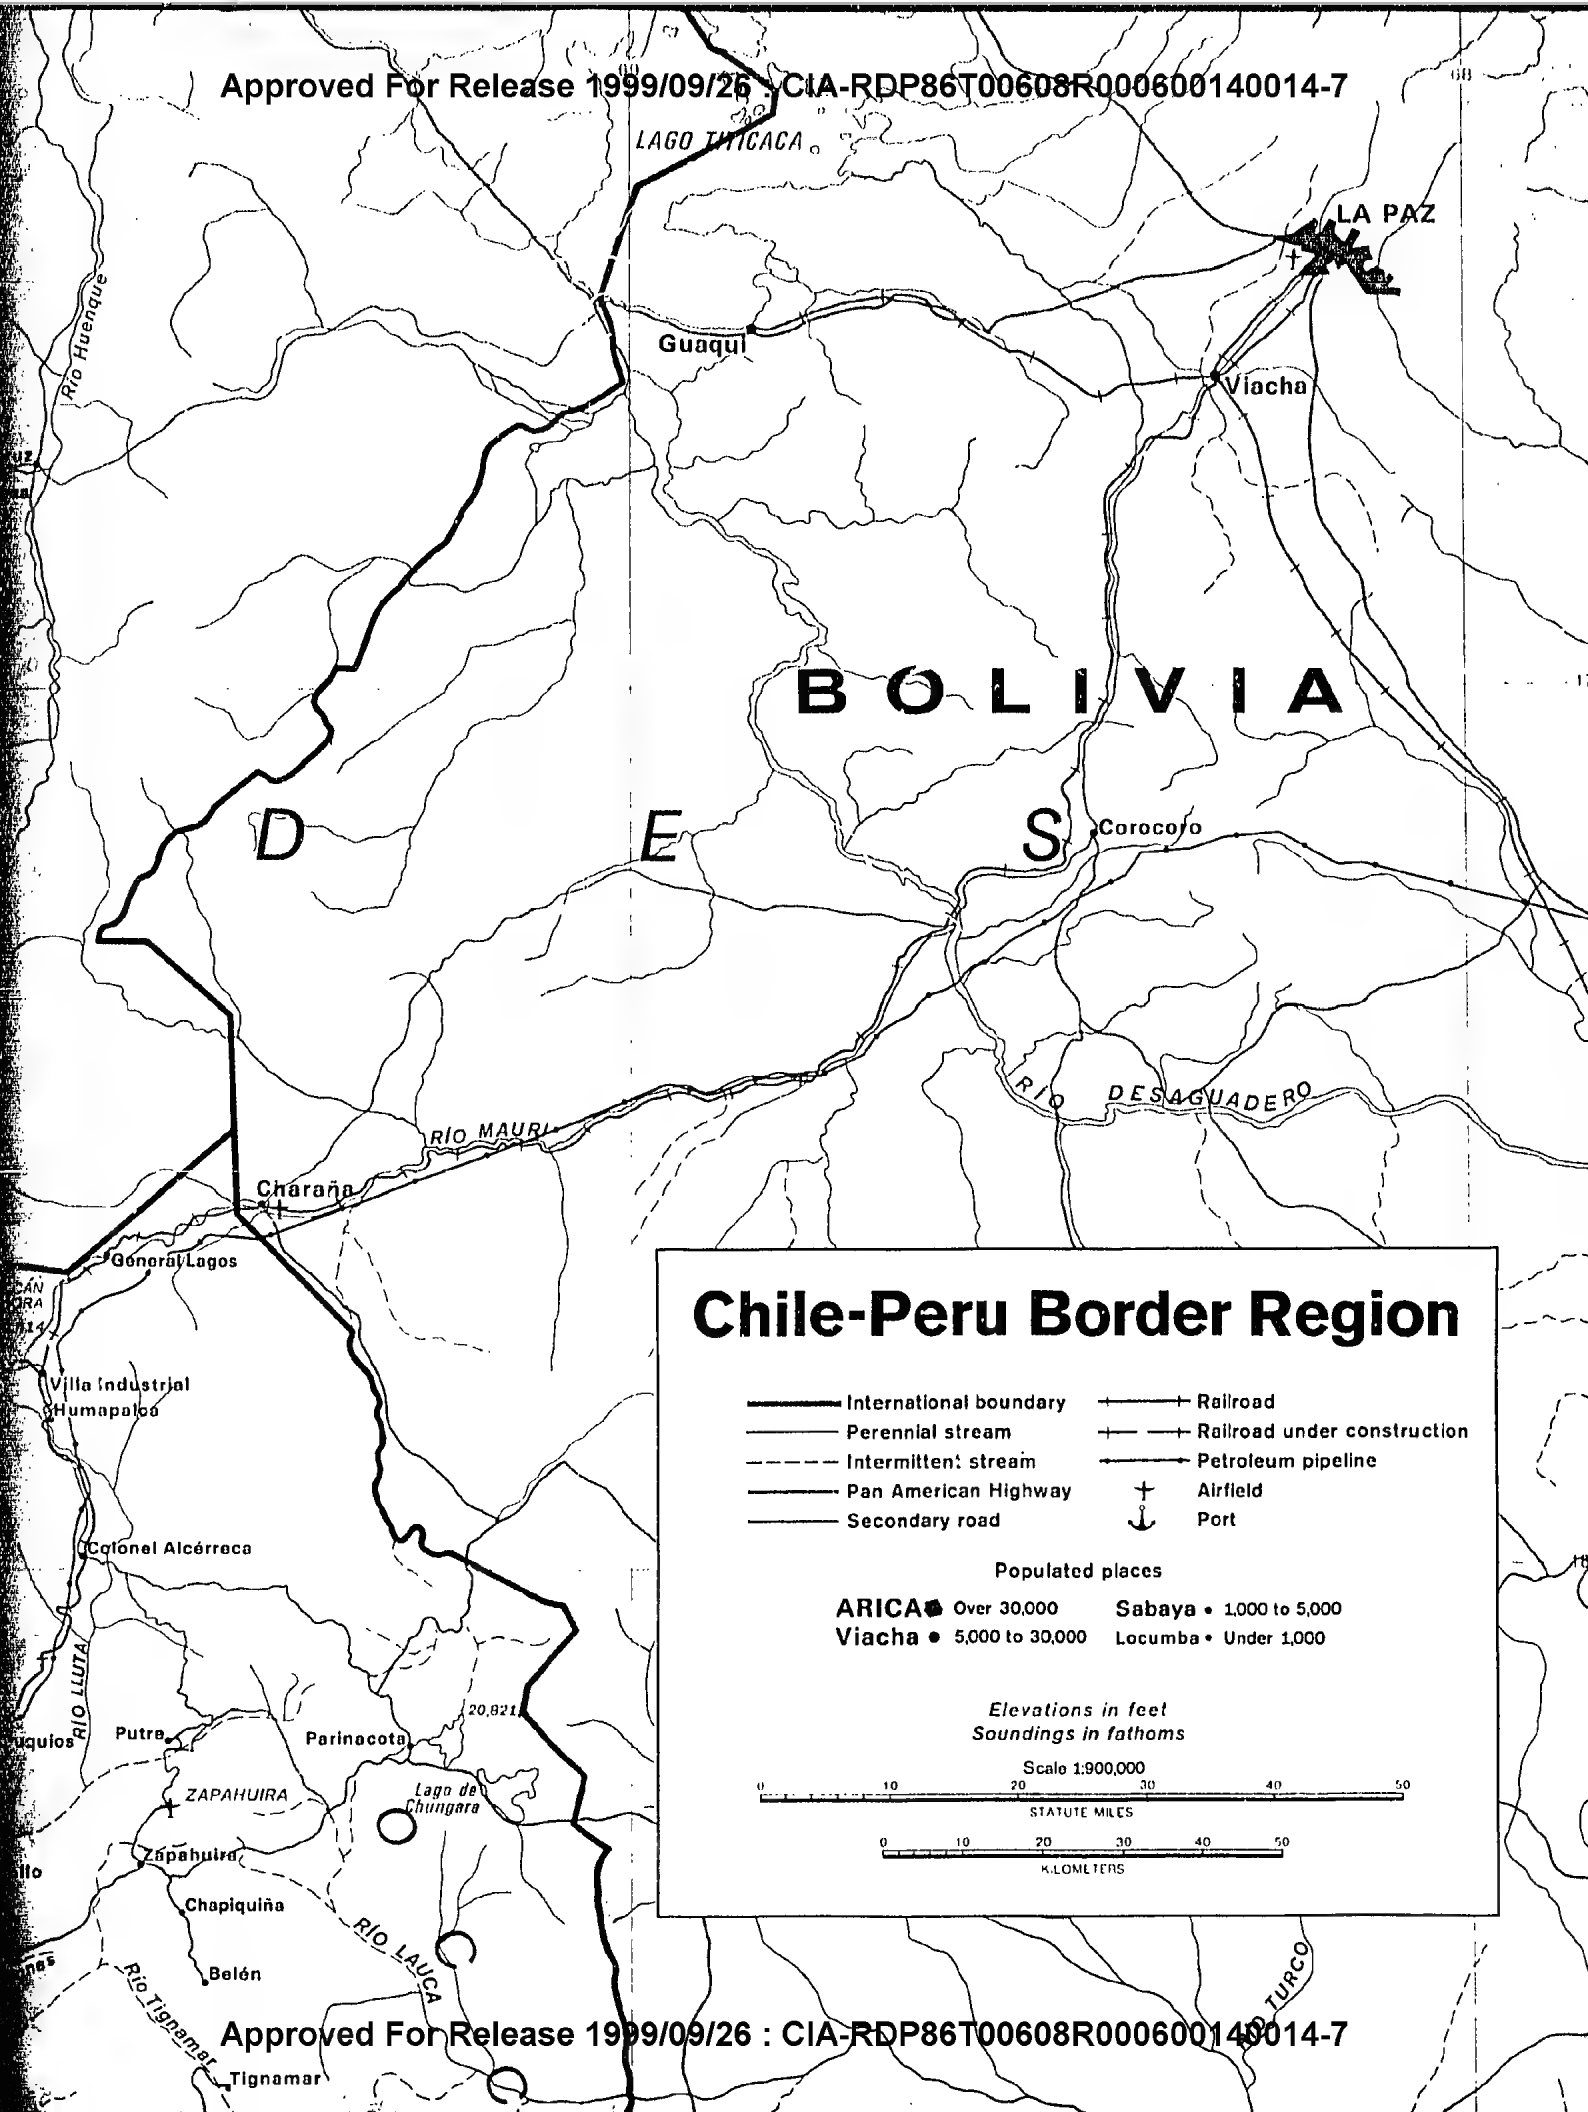 Approved For Release 1999/09/26 : CIA-RDP86T00608R000600140014-7
68
LAGO TITICACA
LA PAZ
Río Huenque
Guaqui
Viacha
BOLIVIA
D E S
Corocoro
RÍO DESAGUADERO
RÍO MAURI
Charaña
General Lagos
Villa Industrial
Humapalca
Colonel Alcérreca
RÍO LLUTA
Putre
Parinacota
20,821
ZAPAHUIRA
Lago de
Chungara
Zapahuira
Chapiquiña
RÍO LAUCA
Belén
Río Tignamar
Tignamar
O
C
C
Chile-Peru Border Region
International boundary
Railroad
Perennial stream
Railroad under construction
Intermittent stream
Petroleum pipeline
Pan American Highway
Airfield
Secondary road
Port
Populated places
ARICA Over 30,000
Sabaya 1,000 to 5,000
Viacha 5,000 to 30,000
Locumba Under 1,000
Elevations in feet
Soundings in fathoms
Scale 1:900,000
0 10 20 30 40 50
STATUTE MILES
0 10 20 30 40 50
KILOMETERS
RÍO TURCO
Approved For Release 1999/09/26 : CIA-RDP86T00608R000600140014-7